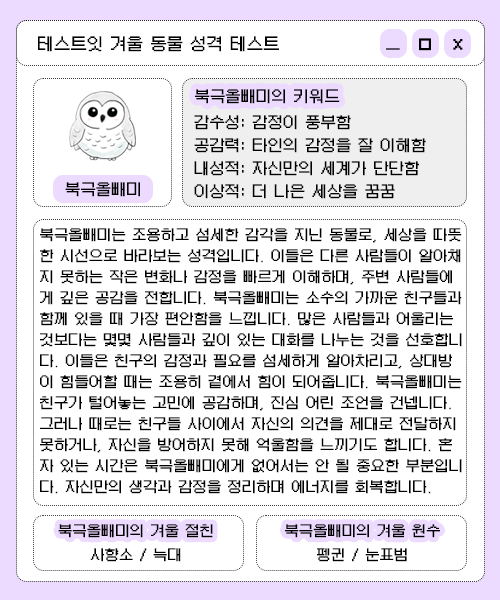 테스트잇 겨울 동물 성격 테스트
북극올빼미
북극올빼미의 키워드
감수성: 감정이 풍부함
공감력: 타인의 감정을 잘 이해함
내성적: 자신만의 세계가 단단함
이상적: 더 나은 세상을 꿈꿈
북극올빼미는 조용하고 섬세한 감각을 지닌 동물로, 세상을 따뜻
한 시선으로 바라보는 성격입니다. 이들은 다른 사람들이 알아채
지 못하는 작은 변화나 감정을 빠르게 이해하며, 주변 사람들에
게 깊은 공감을 전합니다. 북극올빼미는 소수의 가까운 친구들과
함께 있을 때 가장 편안함을 느낍니다. 많은 사람들과 어울리는
것보다는 몇몇 사람들과 깊이 있는 대화를 나누는 것을 선호합니
다. 이들은 친구의 감정과 필요를 섬세하게 알아차리고, 상대방
이 힘들어할 때는 조용히 곁에서 힘이 되어줍니다. 북극올빼미는
친구가 털어놓는 고민에 공감하며, 진심 어린 조언을 건넵니다.
그러나 때로는 친구들 사이에서 자신의 의견을 제대로 전달하지
못하거나, 자신을 방어하지 못해 억울함을 느끼기도 합니다. 혼
자 있는 시간은 북극올빼미에게 없어서는 안 될 중요한 부분입니
다. 자신만의 생각과 감정을 정리하며 에너지를 회복합니다.
북극올빼미의 겨울 절친
사향소 / 늑대
북극올빼미의 겨울 원수
펭귄 / 눈표범